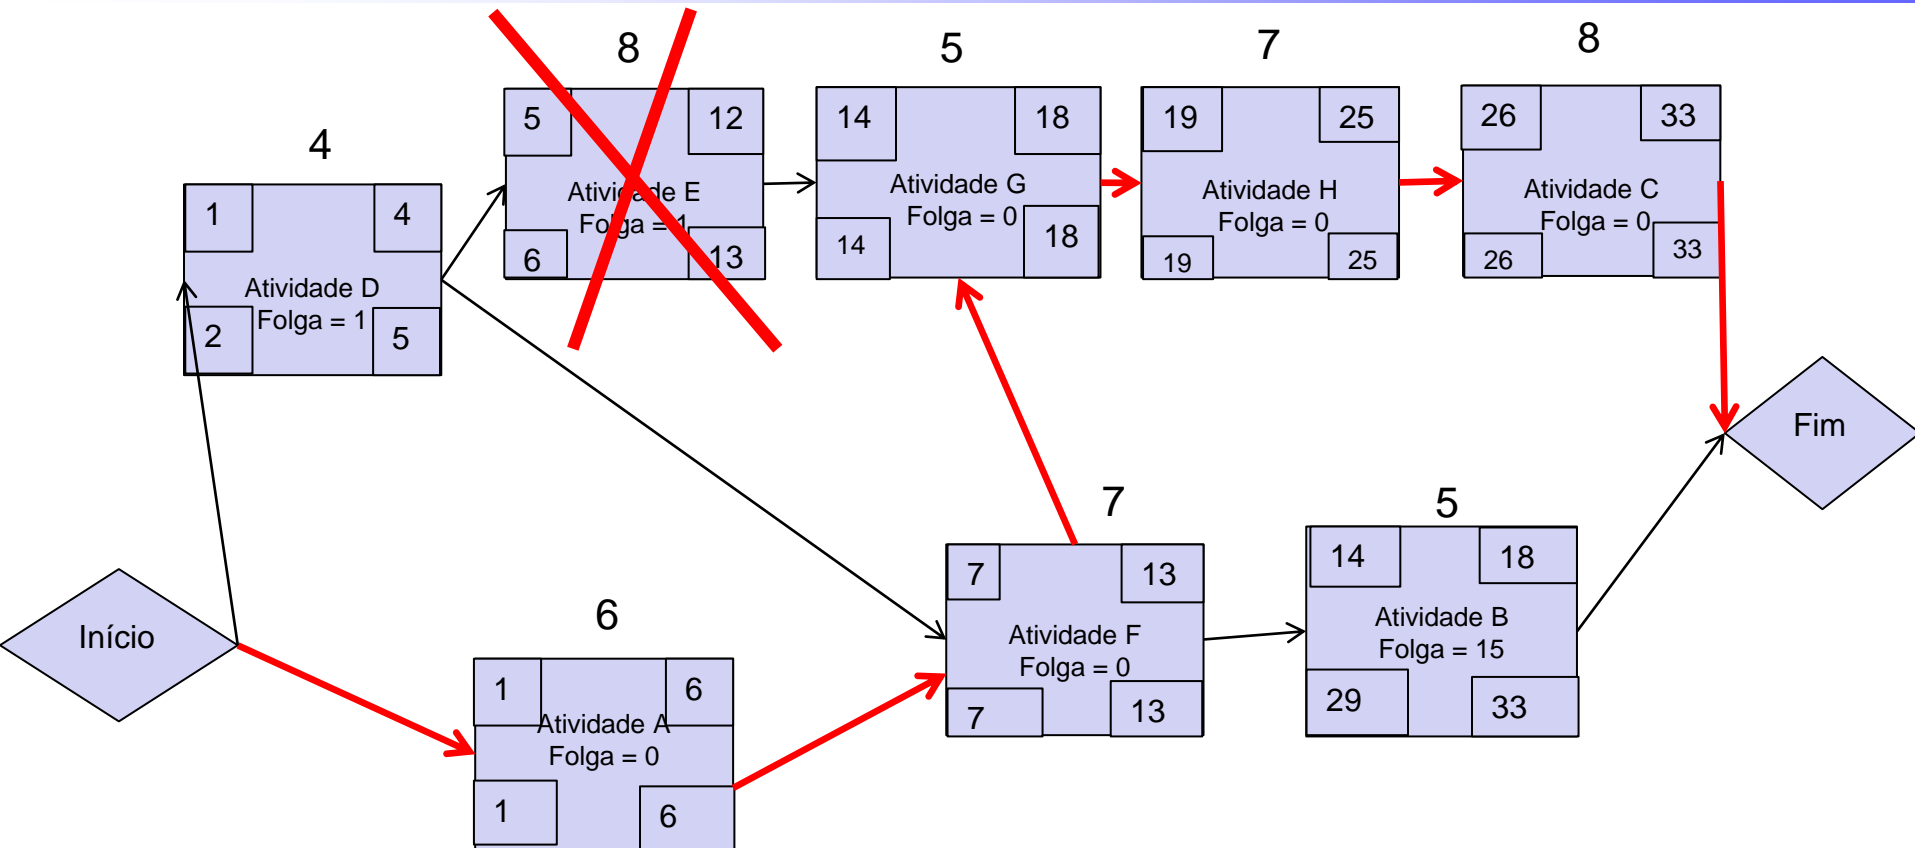 8
5
7
8
5
12
Atividade E
Folga = 1
6
13
14
18
Atividade G
Folga = 0
14
18
19
25
Atividade H
Folga = 0
19
25
26
33
Atividade C
Folga = 0
26
33
4
1
4
Atividade D
Folga = 1
2
5
Fim
7
7
13
Atividade F
Folga = 0
7
13
5
14
18
Atividade B
Folga = 15
29
33
Início
6
1
6
Atividade A
Folga = 0
1
6